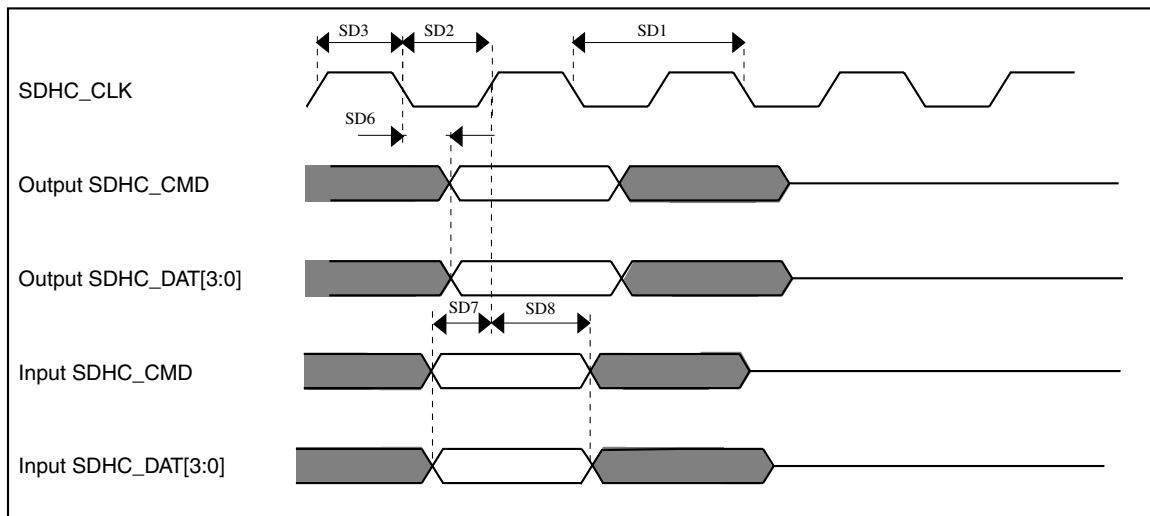 SD3 SD2 SD1
SDHC_CLK
SD6
Output SDHC_CMD
Output SDHC_DAT[3:0]
SD7 SD8
Input SDHC_CMD
Input SDHC_DAT[3:0]